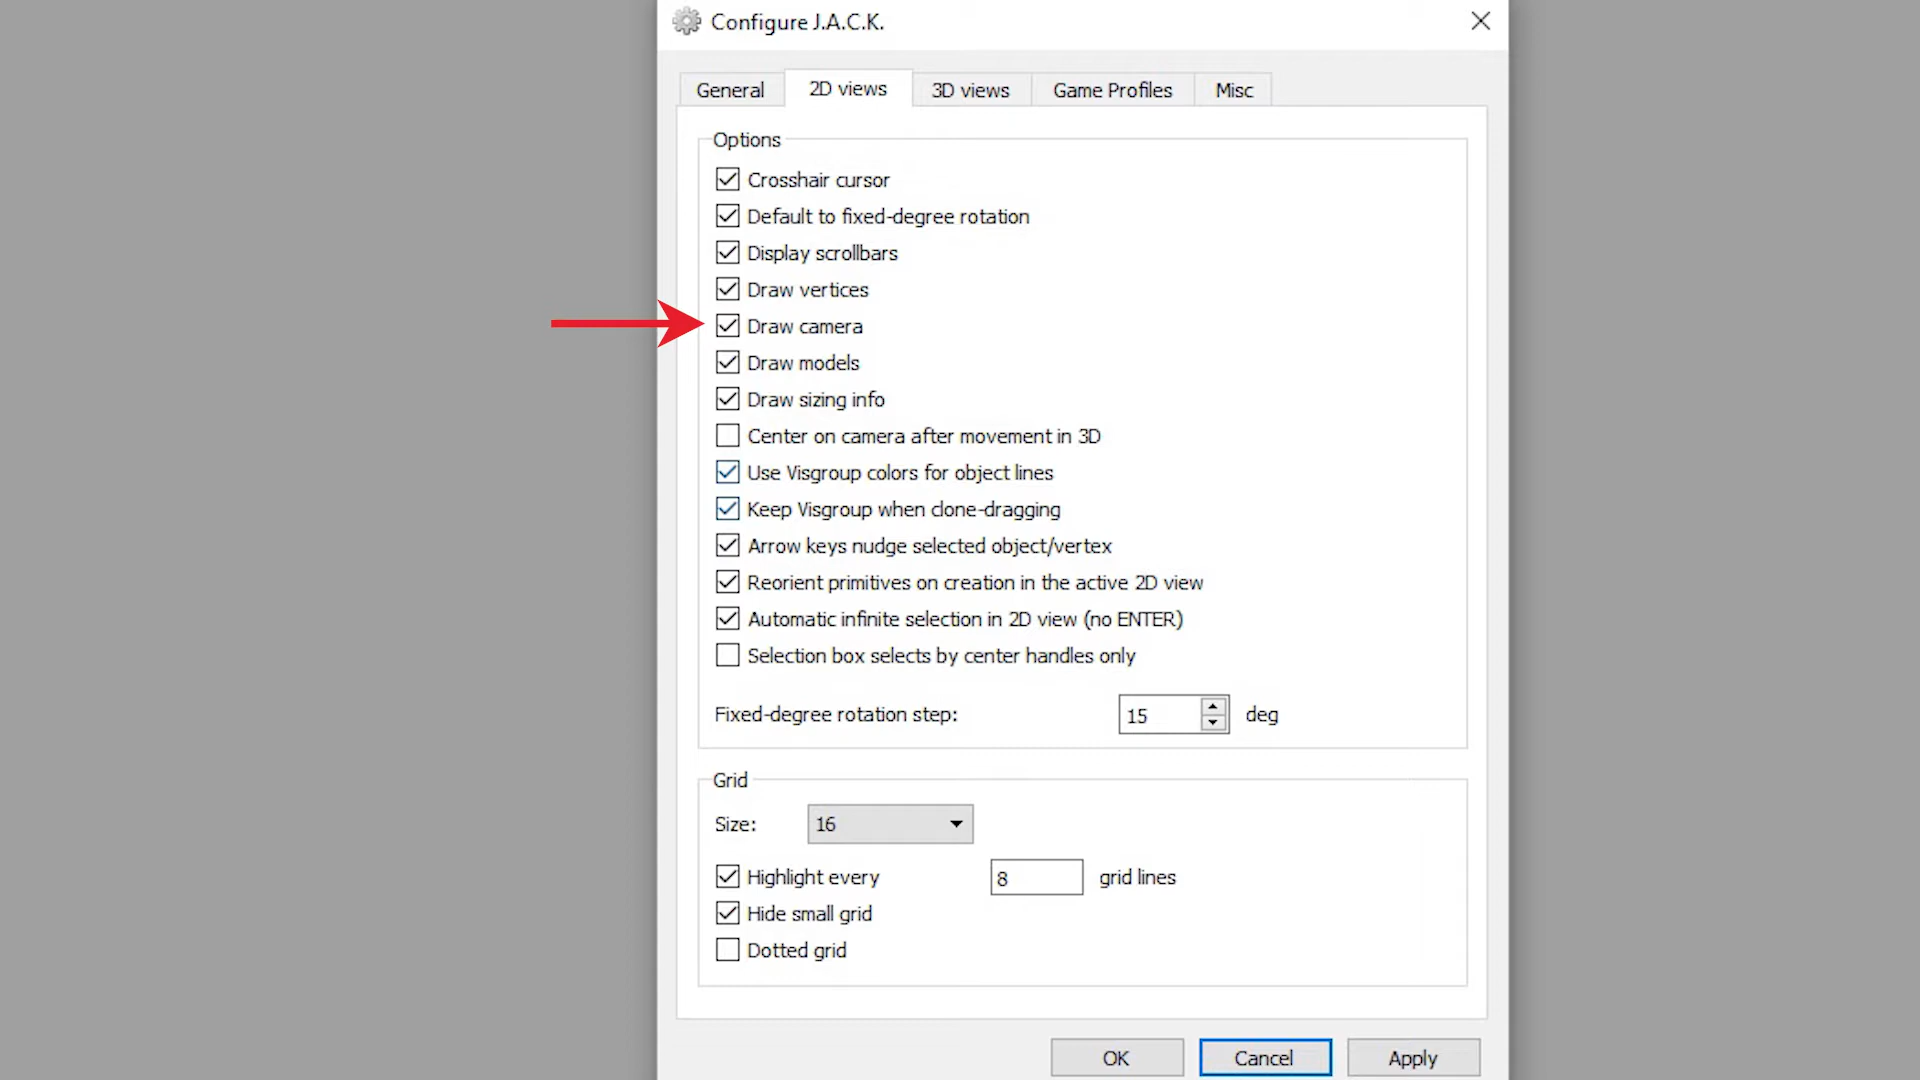 Configure J.A.C.K.
General 2D views 3D views Game Profiles Misc
Options
Crosshair cursor
Default to fixed-degree rotation
Display scrollbars
Draw vertices
Draw camera
Draw models
Draw sizing info
Center on camera after movement in 3D
Use Visgroup colors for object lines
Keep Visgroup when clone-dragging
Arrow keys nudge selected object/vertex
Reorient primitives on creation in the active 2D view
Automatic infinite selection in 2D view (no ENTER)
Selection box selects by center handles only
Fixed-degree rotation step: 15 deg
Grid
Size: 16
Highlight every 8 grid lines
Hide small grid
Dotted grid
OK Cancel Apply